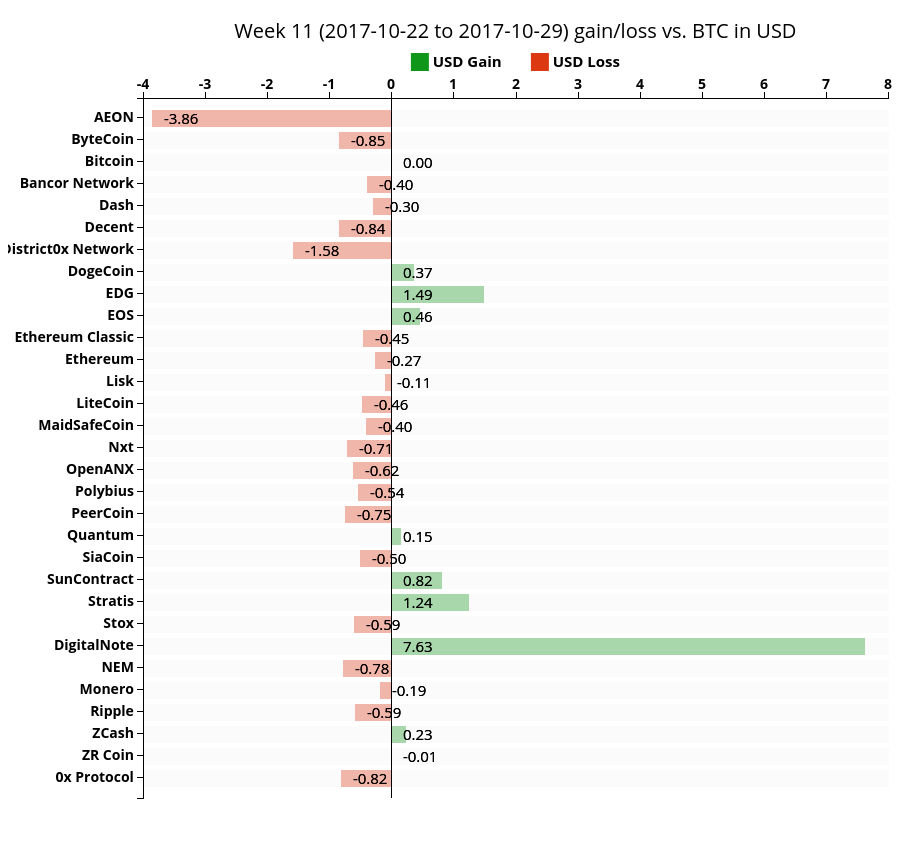 Week 11 (2017-10-22 to 2017-10-29) gain/loss vs. BTC in USD
USD Gain USD Loss
-4 -3 -2 -1 0 1 2 3 4 5 6 7 8
AEON -3.86
ByteCoin -0.85
Bitcoin 0.00
Bancor Network -0.40
Dash -0.30
Decent -0.84
District0x Network -1.58
DogeCoin 0.37
EDG 1.49
EOS 0.46
Ethereum Classic -0.45
Ethereum -0.27
Lisk -0.11
LiteCoin -0.46
MaidSafeCoin -0.40
Nxt -0.71
OpenANX -0.62
Polybius -0.54
PeerCoin -0.75
Quantum 0.15
SiaCoin -0.50
SunContract 0.82
Stratis 1.24
Stox -0.59
DigitalNote 7.63
NEM -0.78
Monero -0.19
Ripple -0.59
ZCash 0.23
ZR Coin -0.01
0x Protocol -0.82